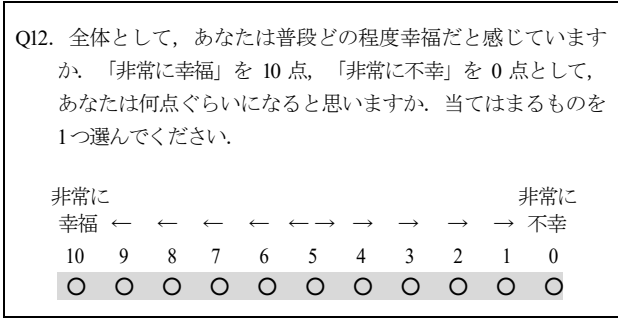 Q12. 全体として，あなたは普段どの程度幸福だと感じています
か．「非常に幸福」を 10 点，「非常に不幸」を 0 点として，
あなたは何点ぐらいになると思いますか．当てはまるものを
1つ選んでください．
非常に 非常に
幸福 ← ← ← ← ←→ → → → → 不幸
10 9 8 7 6 5 4 3 2 1 0
○ ○ ○ ○ ○ ○ ○ ○ ○ ○ ○